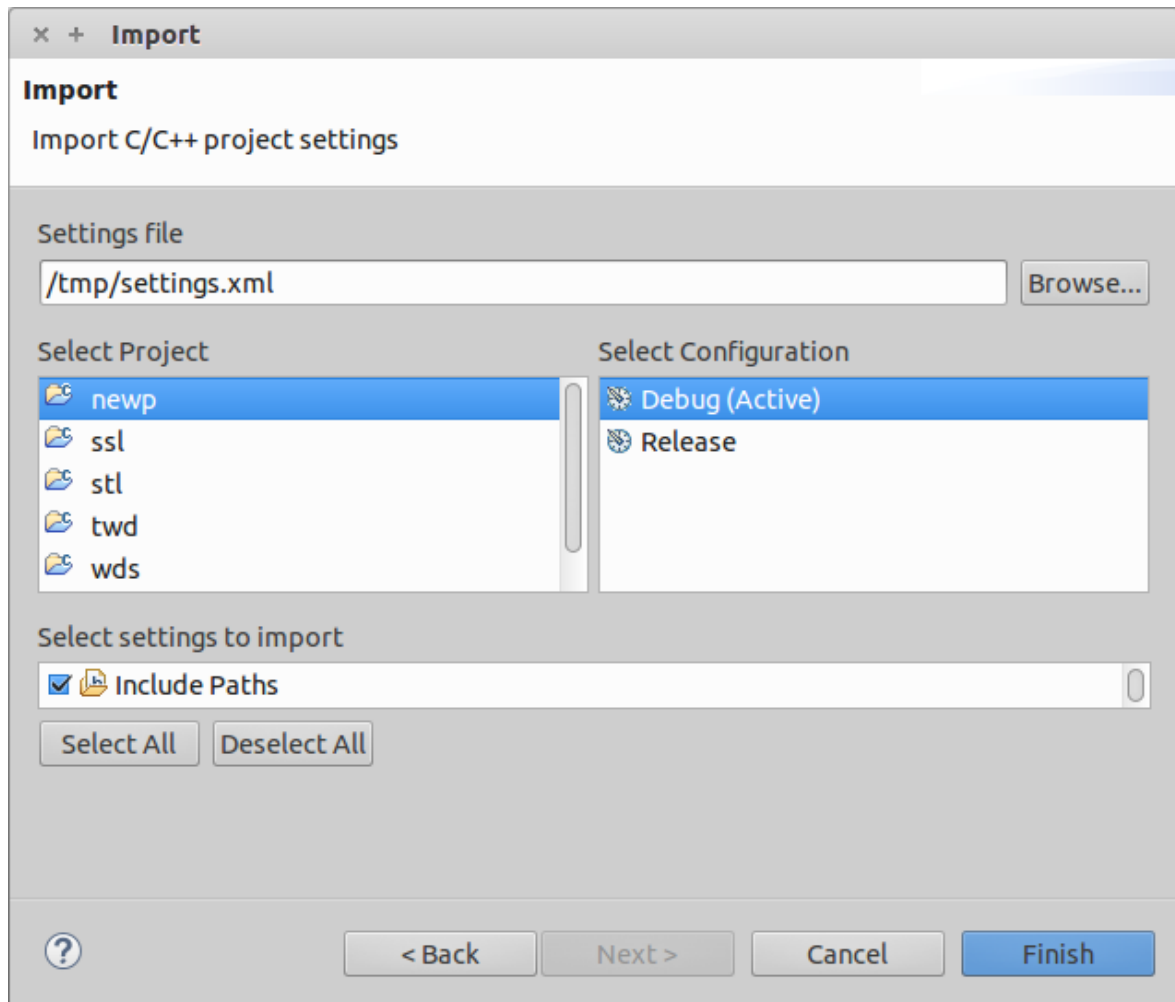 Import
Import
Import C/C++ project settings
Settings file
/tmp/settings.xml
Browse...
Select Project
Select Configuration
newp
Debug (Active)
ssl
Release
stl
twd
wds
Select settings to import
Include Paths
Select All
Deselect All
?
< Back
Next >
Cancel
Finish